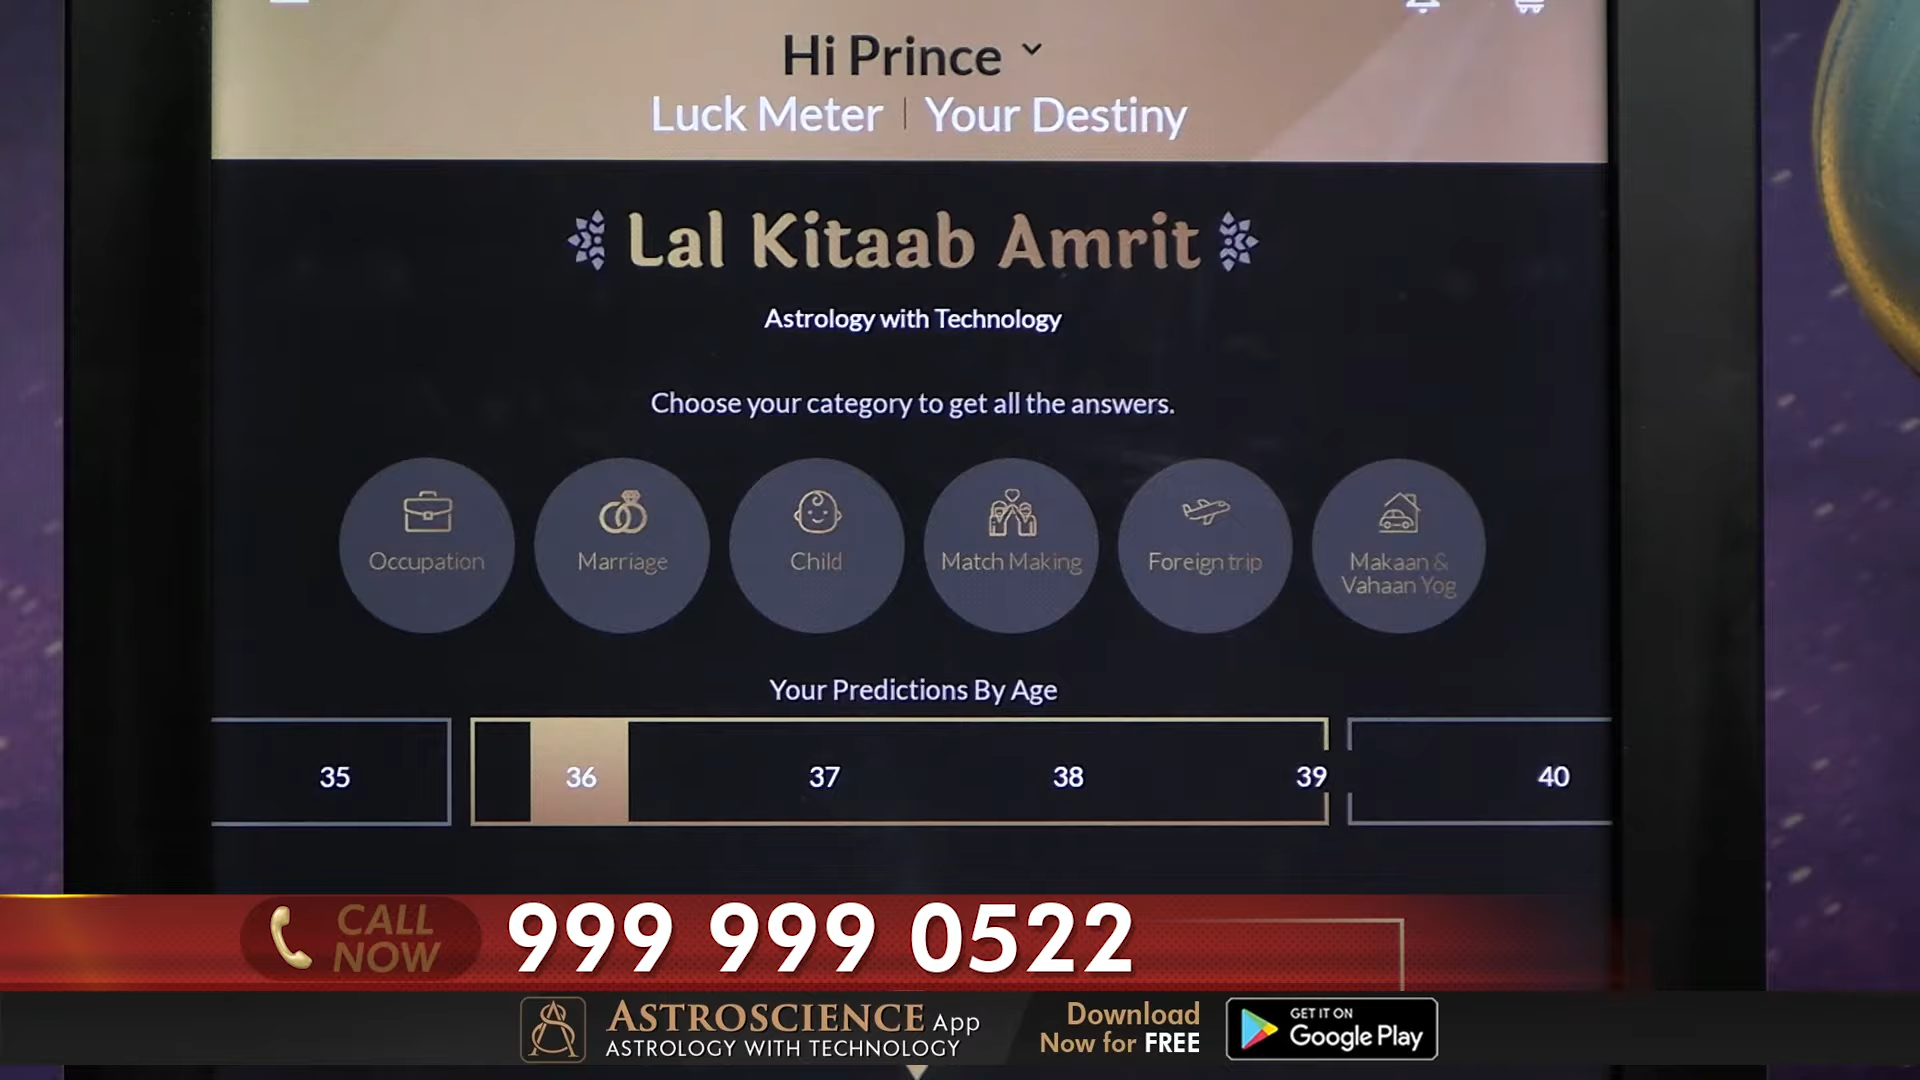 Hi Prince
Luck Meter | Your Destiny
Lal Kitaab Amrit
Astrology with Technology
Choose your category to get all the answers.
Occupation
Marriage
Child
Match Making
Foreign trip
Makaan &
Vahaan Yog
Your Predictions By Age
35 36 37 38 39 40
CALL
NOW
999 999 0522
ASTROSCIENCE App
ASTROLOGY WITH TECHNOLOGY
Download
Now for FREE
GET IT ON
Google Play